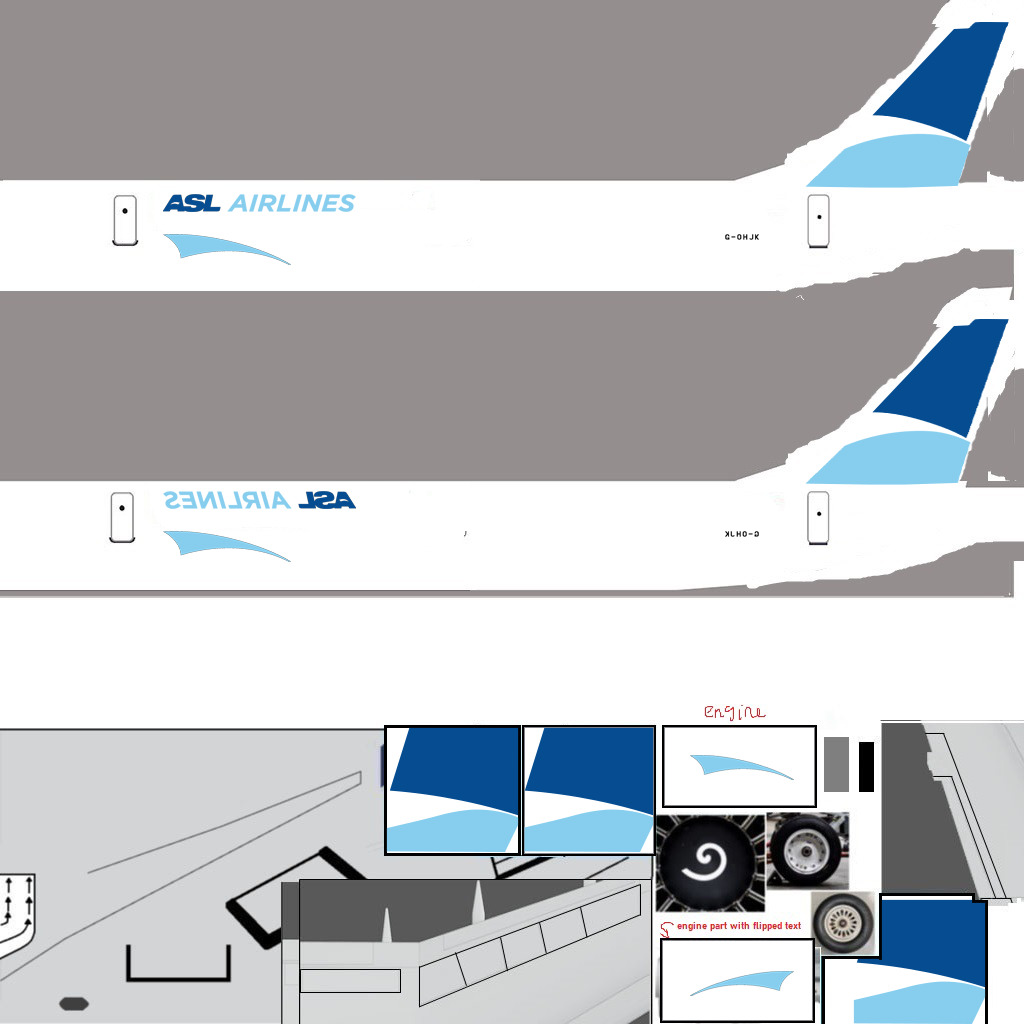 ASL AIRLINES
G-OHJK
ASL AIRLINES
G-OHJK
engine
engine part with flipped text